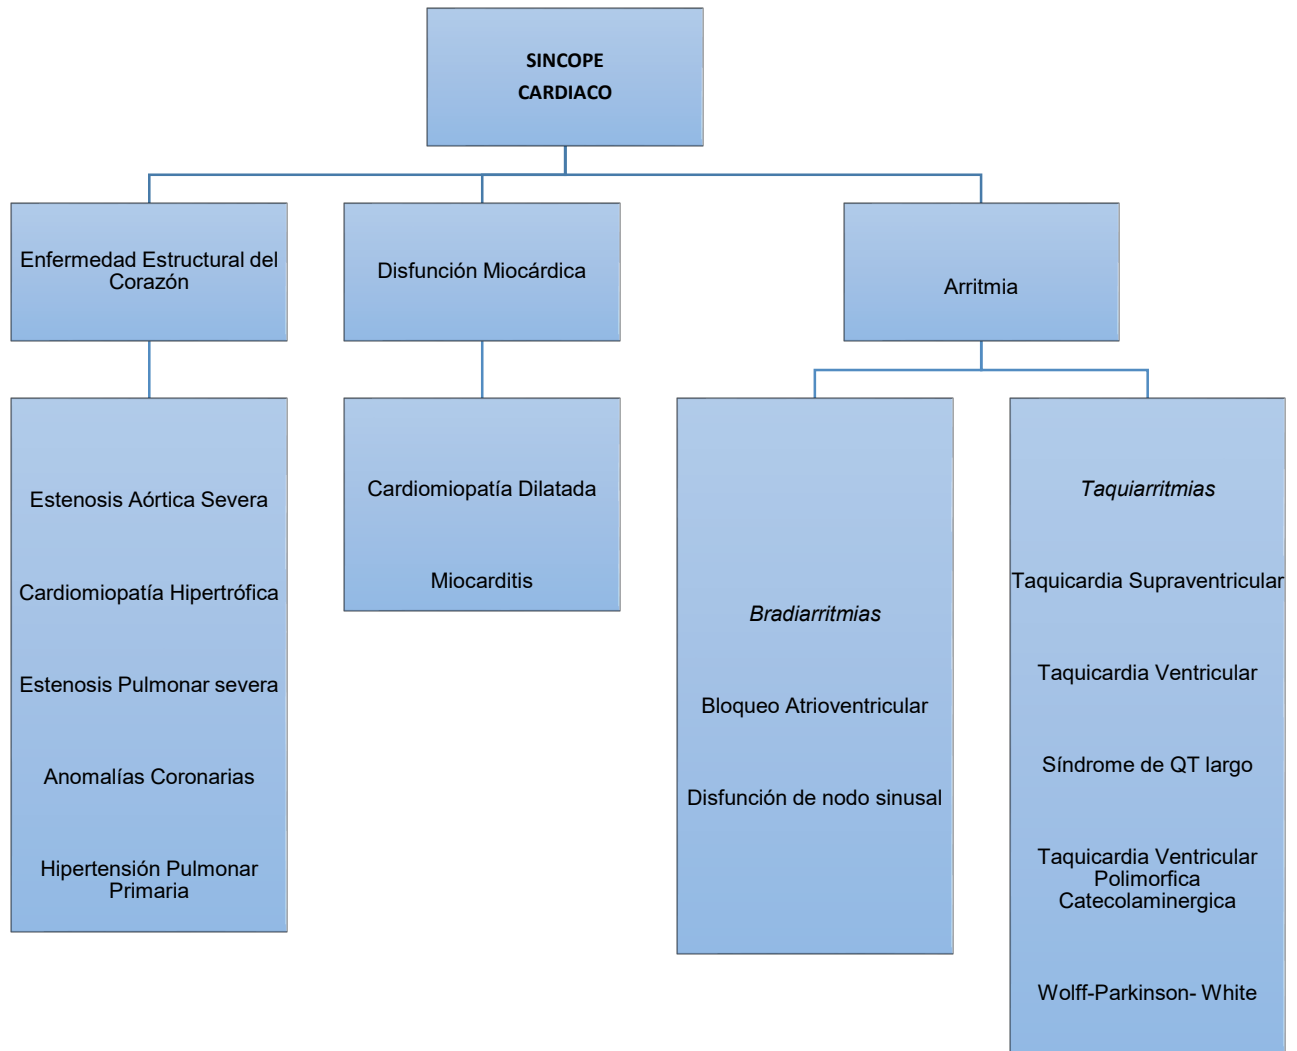 SINCOPE
CARDIACO
Enfermedad Estructural del
Corazón
Disfunción Miocárdica
Arritmia
Estenosis Aórtica Severa
Cardiomiopatía Hipertrófica
Estenosis Pulmonar severa
Anomalías Coronarias
Hipertensión Pulmonar
Primaria
Cardiomiopatía Dilatada
Miocarditis
Bradiarritmias
Bloqueo Atrioventricular
Disfunción de nodo sinusal
Taquiarritmias
Taquicardia Supraventricular
Taquicardia Ventricular
Síndrome de QT largo
Taquicardia Ventricular
Polimorfica
Catecolaminergica
Wolff-Parkinson- White